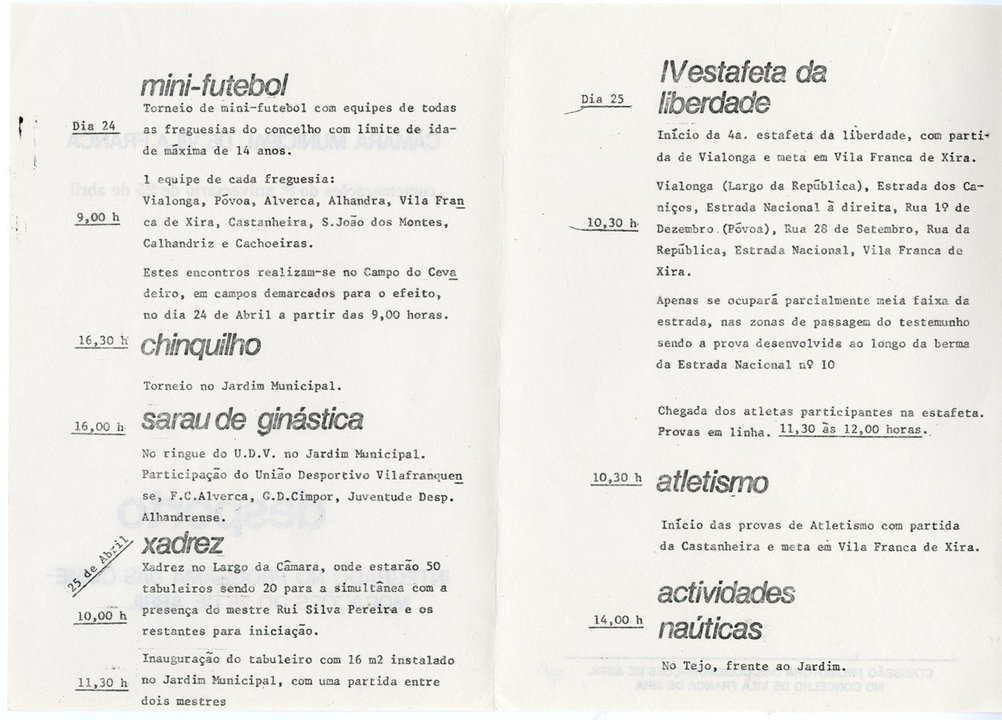 mini-futebol
Torneio de mini-futebol com equipes de todas
Dia 24 as freguesias do concelho com limite de ida-
de máxima de 14 anos.
1 equipe de cada freguesia:
Vialonga, Póvoa, Alverca, Alhandra, Vila Fran
9,00 h ca de Xira, Castanheira, S.João dos Montes,
Calhandriz e Cachoeiras.
Estes encontros realizam-se no Campo do Ceva
deiro, em campos demarcados para o efeito,
no dia 24 de Abril a partir das 9,00 horas.
16,30 h chinquilho
Torneio no Jardim Municipal.
16,00 h sarau de ginástica
No ringue do U.D.V. no Jardim Municipal.
Participação do União Desportivo Vilafranquen
se, F.C.Alverca, G.D.Cimpor, Juventude Desp.
Alhandrense.
25 de Abril xadrez
Xadrez no Largo da Câmara, onde estarão 50
tabuleiros sendo 20 para a simultânea com a
10,00 h presença do mestre Rui Silva Pereira e os
restantes para iniciação.
Inauguração do tabuleiro com 16 m2 instalado
11,30 h no Jardim Municipal, com uma partida entre
dois mestres
IV estafeta da
Dia 25 liberdade
Início da 4a. estafeta da liberdade, com parti-
da de Vialonga e meta em Vila Franca de Xira.
Vialonga (Largo da República), Estrada dos Ca-
niços, Estrada Nacional à direita, Rua 1º de
10,30 h Dezembro (Póvoa), Rua 28 de Setembro, Rua da
República, Estrada Nacional, Vila Franca de
Xira.
Apenas se ocupará parcialmente meia faixa da
estrada, nas zonas de passagem do testemunho
sendo a prova desenvolvida ao longo da berma
da Estrada Nacional nº 10
Chegada dos atletas participantes na estafeta.
Provas em linha. 11,30 às 12,00 horas.
10,30 h atletismo
Início das provas de Atletismo com partida
da Castanheira e meta em Vila Franca de Xira.
actividades
14,00 h náuticas
No Tejo, frente ao Jardim.